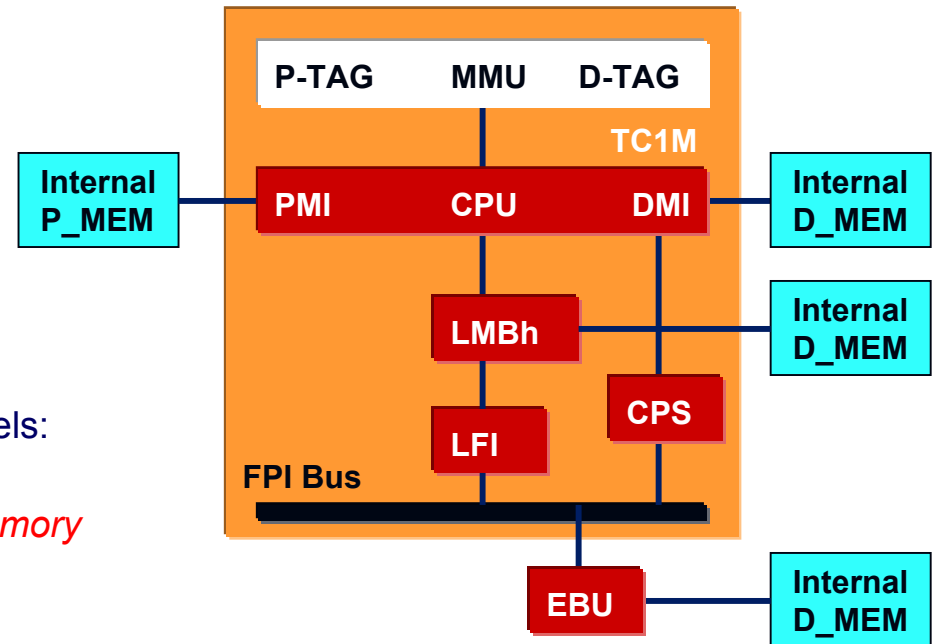 P-TAG MMU D-TAG
TC1M
Internal
P_MEM
PMI CPU DMI
Internal
D_MEM
LMBh
Internal
D_MEM
CPS
LFI
els:
FPI Bus
mory
EBU
Internal
D_MEM